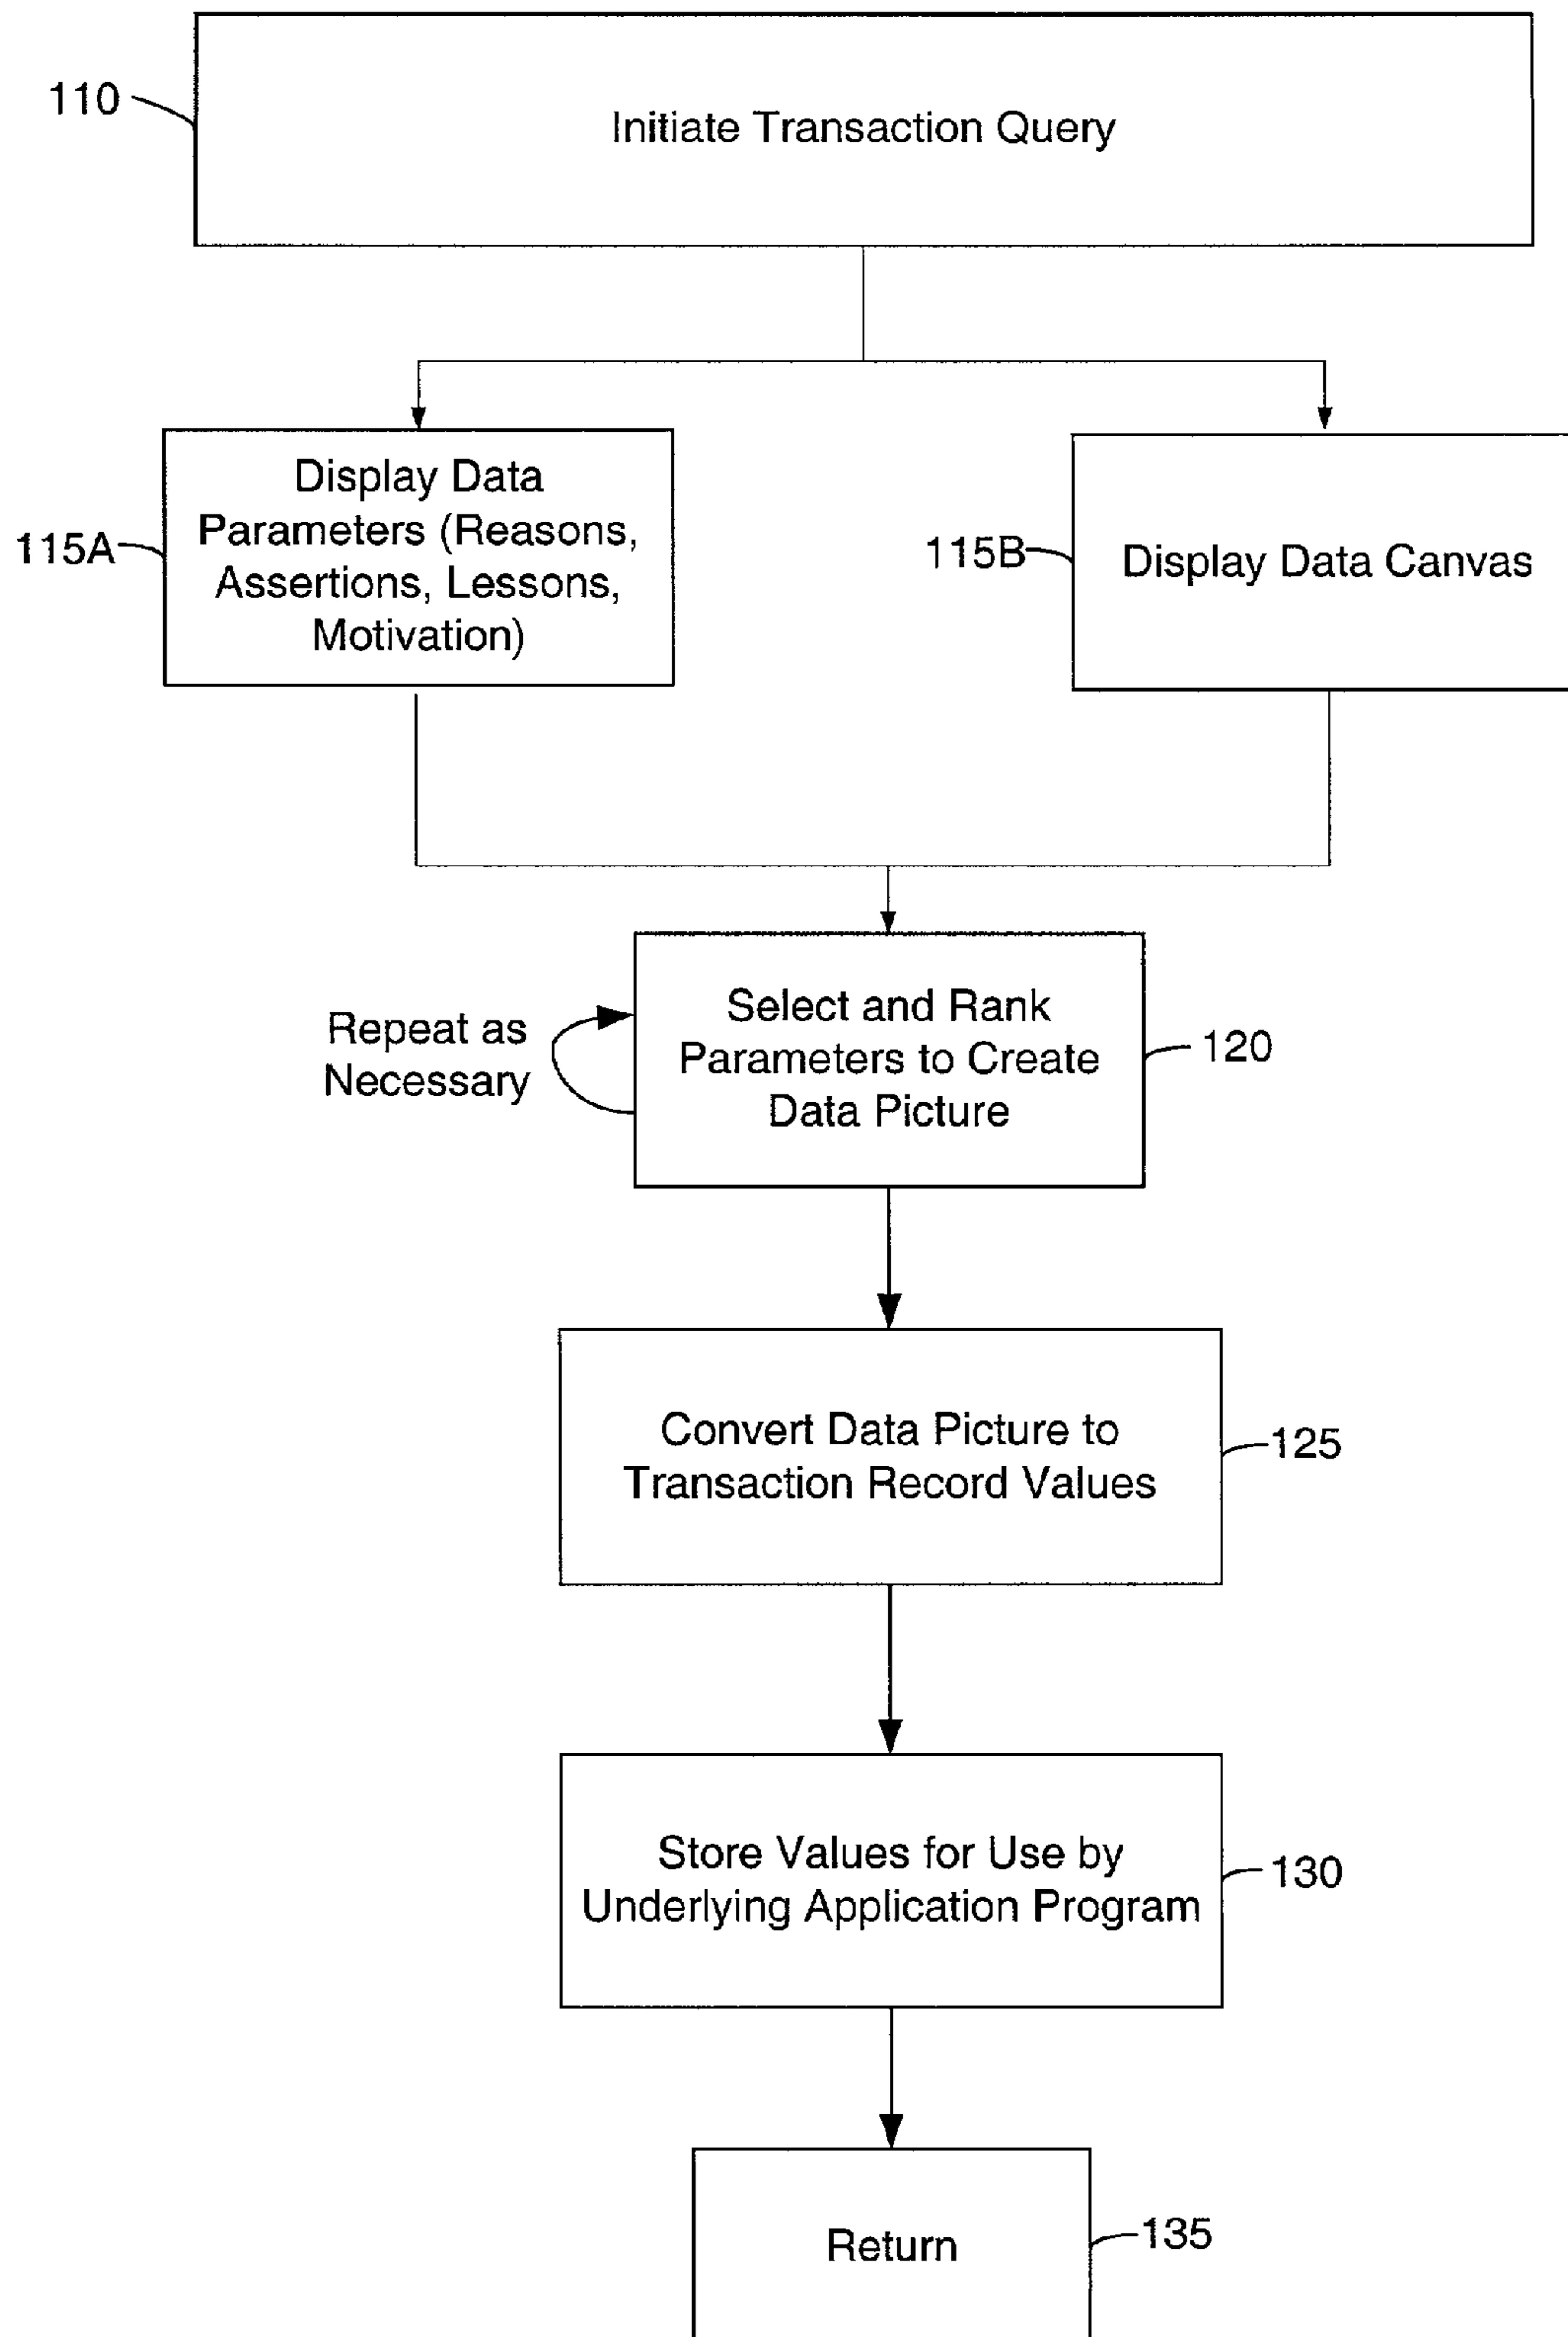 110
Initiate Transaction Query
115A
Display Data
Parameters (Reasons,
Assertions, Lessons,
Motivation)
115B
Display Data Canvas
Repeat as
Necessary
Select and Rank
Parameters to Create
Data Picture
120
Convert Data Picture to
Transaction Record Values
125
Store Values for Use by
Underlying Application Program
130
Return
135